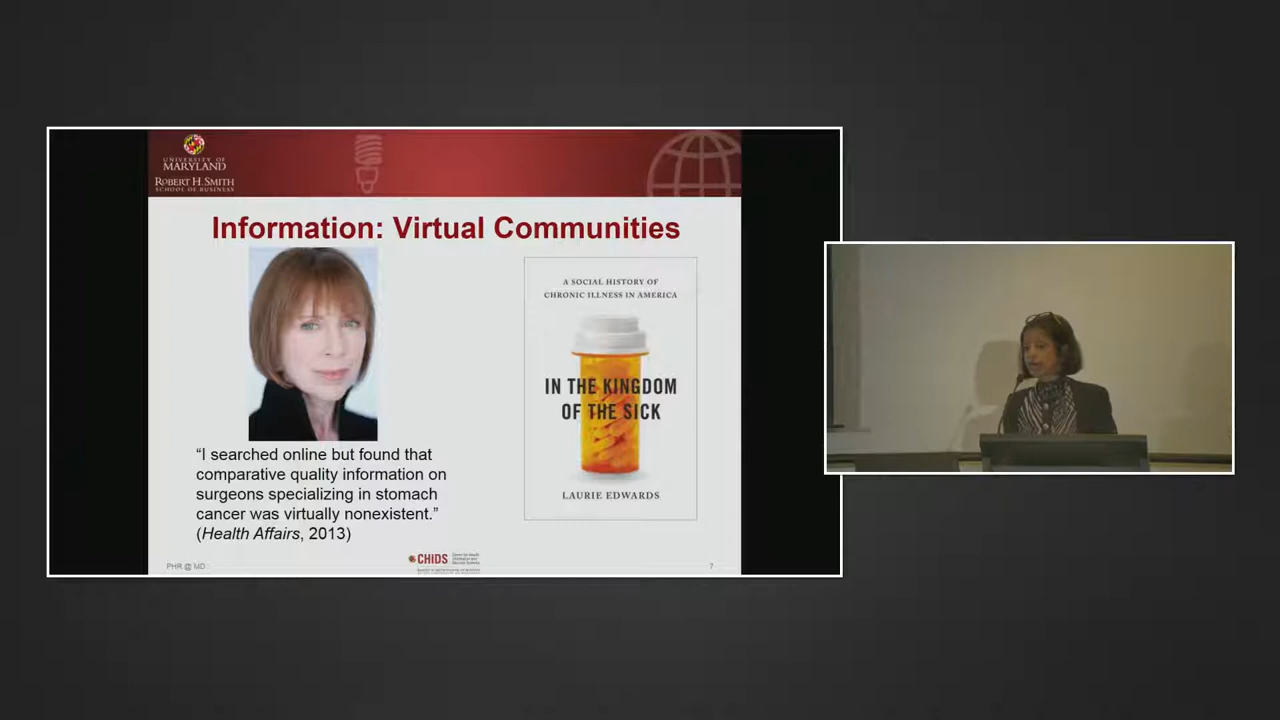 UNIVERSITY OF
MARYLAND
ROBERT H. SMITH
SCHOOL OF BUSINESS
Information: Virtual Communities
A SOCIAL HISTORY OF
CHRONIC ILLNESS IN AMERICA
IN THE KINGDOM
OF THE SICK
LAURIE EDWARDS
“I searched online but found that
comparative quality information on
surgeons specializing in stomach
cancer was virtually nonexistent.”
(Health Affairs, 2013)
PHR @ MD
CHIDS
7